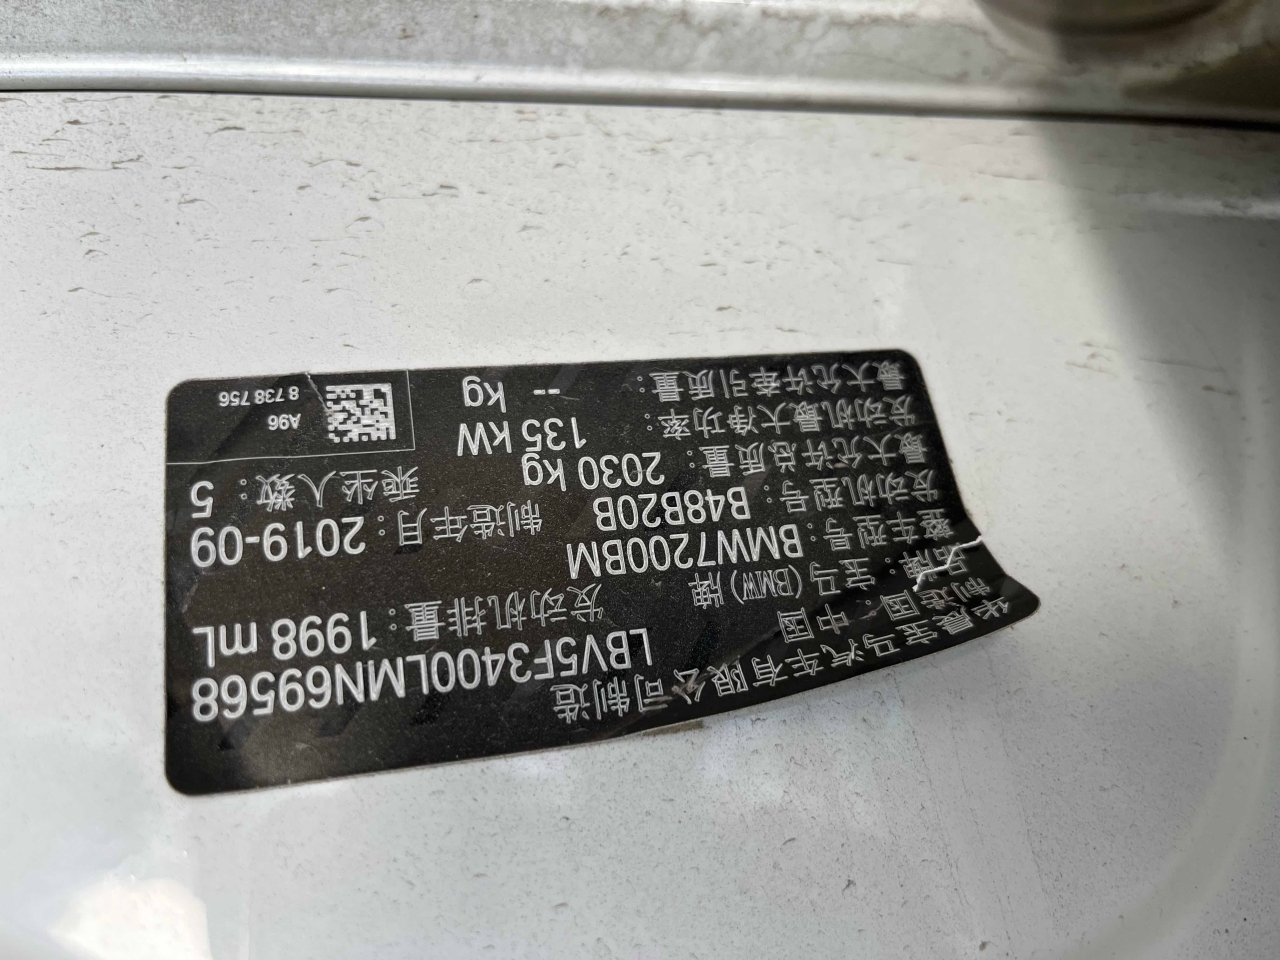 华晨宝马汽车有限公司制造
制造国：中国
LBV5F3400LMN69568
品牌：宝马 (BMW) 牌
整车型号：BMW7200BM
发动机排量：1998 mL
发动机型号：B48B20B
制造年月：2019-09
最大允许总质量：2030 kg
乘坐人数：5
发动机最大净功率：135 kW
最大允许牵引质量：-- kg
A96
8 738 756